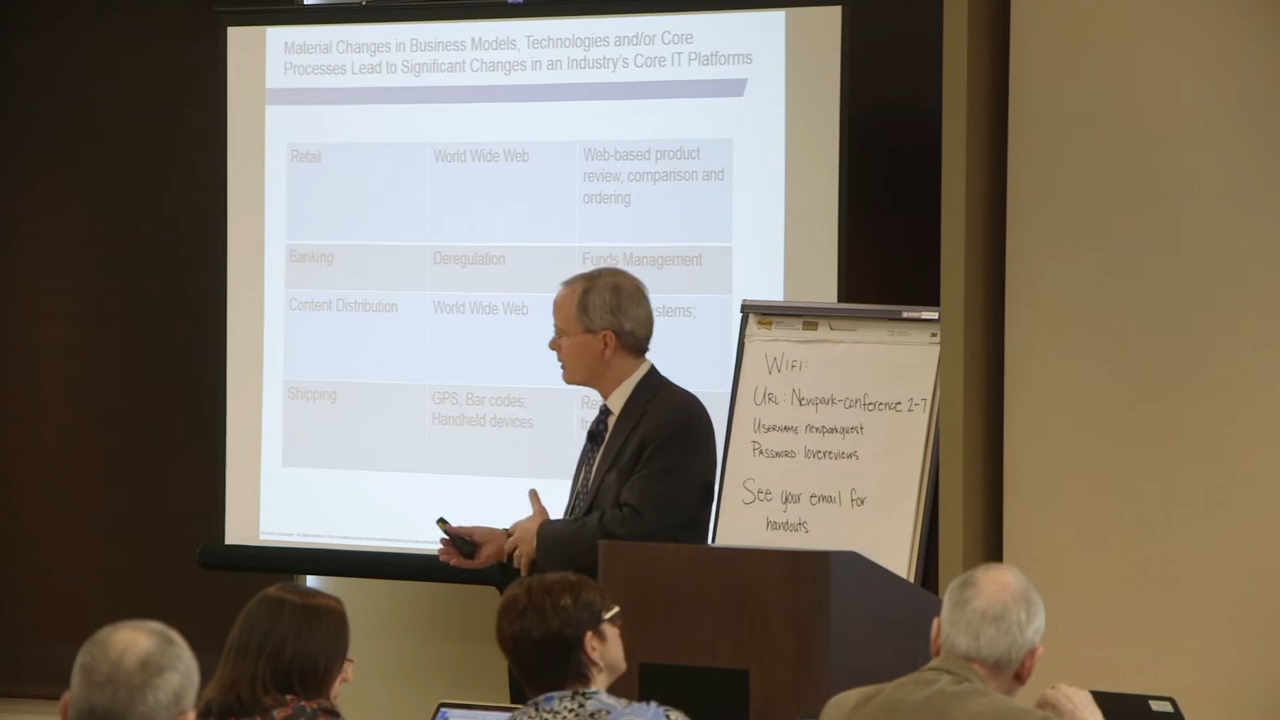 Material Changes in Business Models, Technologies and/or Core
Processes Lead to Significant Changes in an Industry's Core IT Platforms
Retail
World Wide Web
Web-based product
review, comparison and
ordering
Banking
Deregulation
Funds Management
Content Distribution
World Wide Web
Shipping
GPS; Bar codes;
Handheld devices
WIFI:
URL: Newpark-conference 2-7
USERNAME: newparkguest
PASSWORD: lovereviews
See your email for
handouts